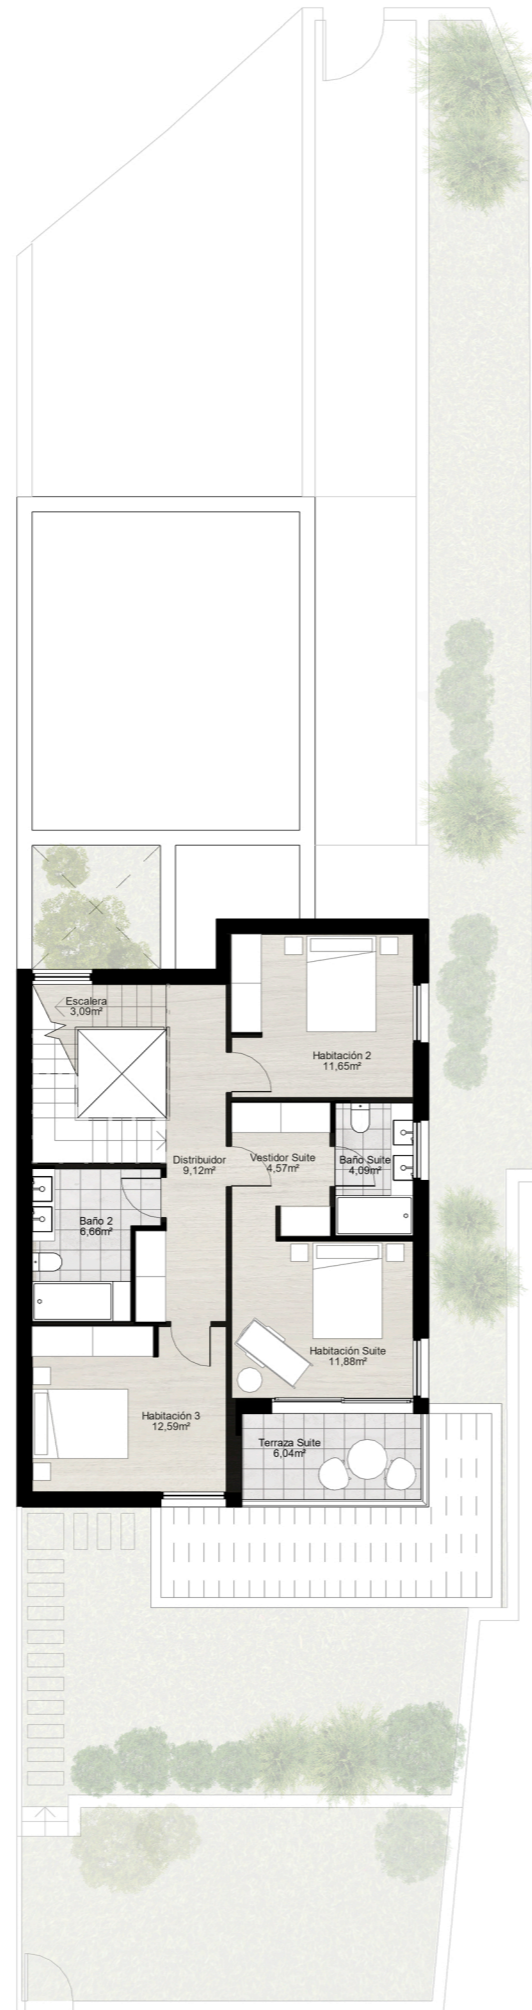 Escalera
3,09m²
Habitación 2
11,65m²
Distribuidor
9,12m²
Vestidor Suite
4,57m²
Baño Suite
4,09m²
Baño 2
6,66m²
Habitación Suite
11,88m²
Habitación 3
12,59m²
Terraza Suite
6,04m²